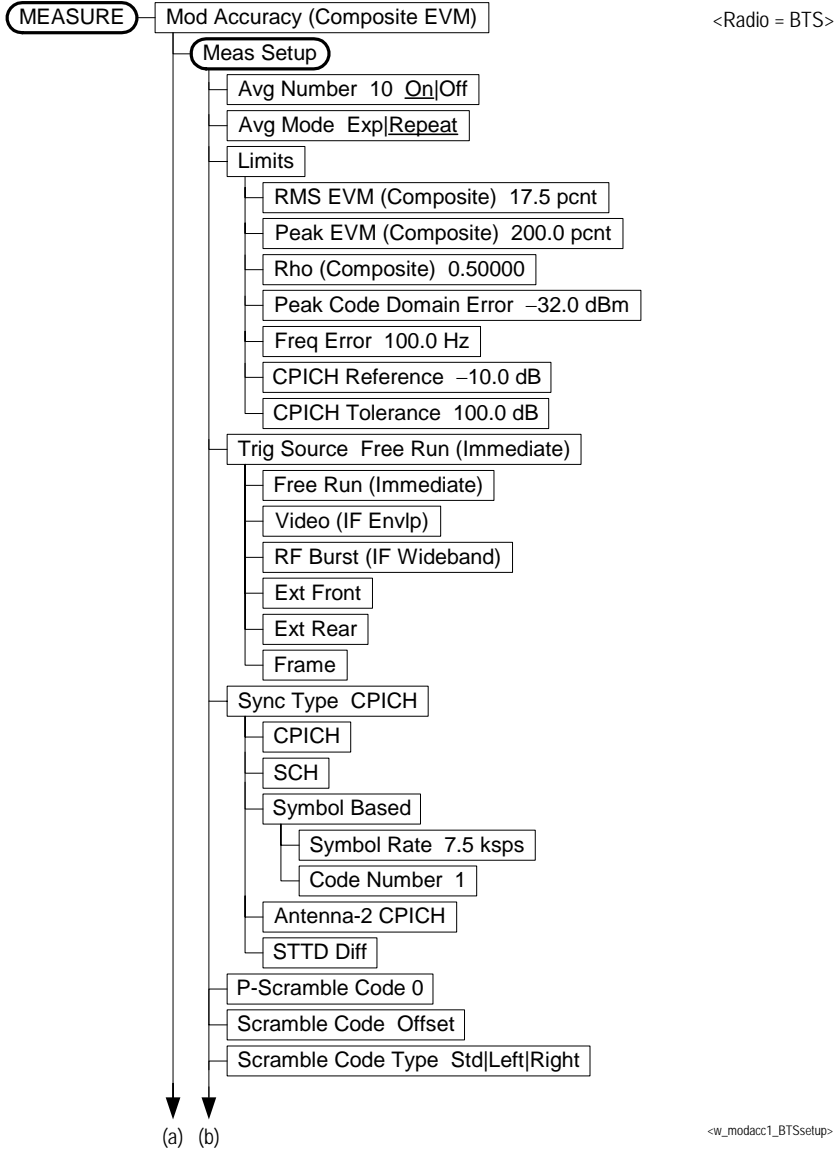 MEASURE Mod Accuracy (Composite EVM) <Radio = BTS>
Meas Setup
Avg Number 10 On|Off
Avg Mode Exp|Repeat
Limits
RMS EVM (Composite) 17.5 pcnt
Peak EVM (Composite) 200.0 pcnt
Rho (Composite) 0.50000
Peak Code Domain Error −32.0 dBm
Freq Error 100.0 Hz
CPICH Reference −10.0 dB
CPICH Tolerance 100.0 dB
Trig Source Free Run (Immediate)
Free Run (Immediate)
Video (IF Envlp)
RF Burst (IF Wideband)
Ext Front
Ext Rear
Frame
Sync Type CPICH
CPICH
SCH
Symbol Based
Symbol Rate 7.5 ksps
Code Number 1
Antenna-2 CPICH
STTD Diff
P-Scramble Code 0
Scramble Code Offset
Scramble Code Type Std|Left|Right
(a) (b) <w_modacc1_BTSsetup>